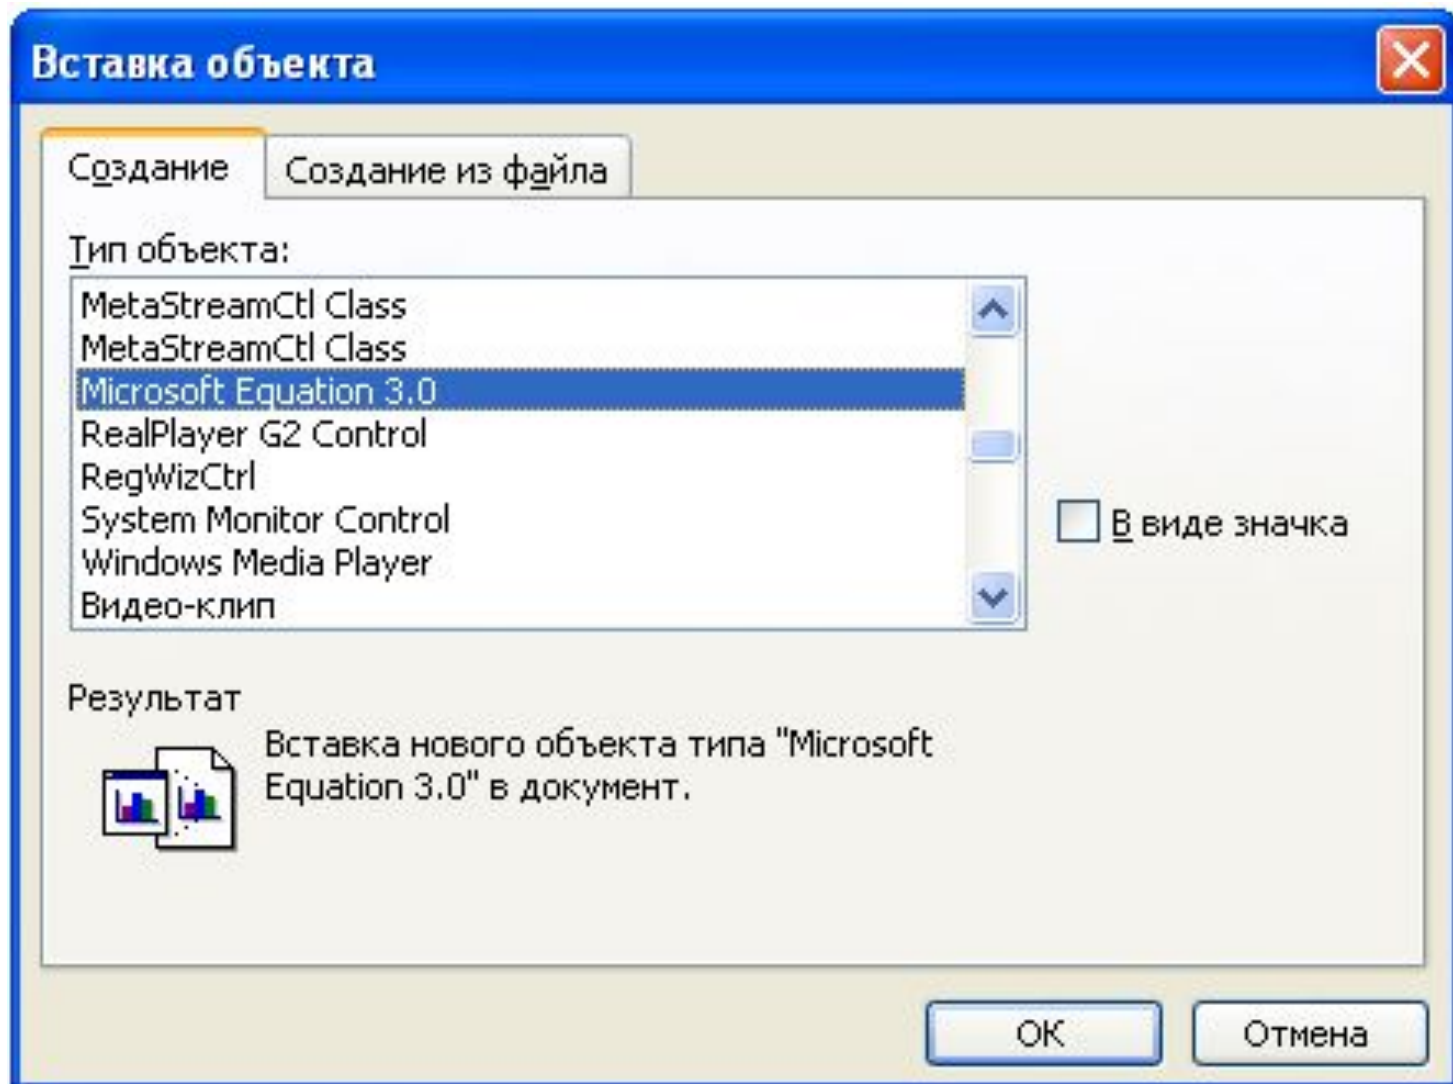 Вставка объекта
Создание
Создание из файла
Тип объекта:
MetaStreamCtl Class
MetaStreamCtl Class
Microsoft Equation 3.0
RealPlayer G2 Control
RegWizCtrl
System Monitor Control
Windows Media Player
Видео-клип
В виде значка
Результат
Вставка нового объекта типа "Microsoft
Equation 3.0" в документ.
ОК
Отмена